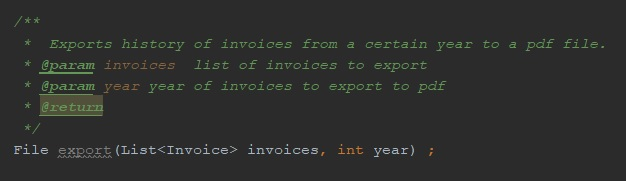 /**
 *  Exports history of invoices from a certain year to a pdf file.
 * @param invoices  list of invoices to export
 * @param year year of invoices to export to pdf
 * @return
 */
File export(List<Invoice> invoices, int year) ;